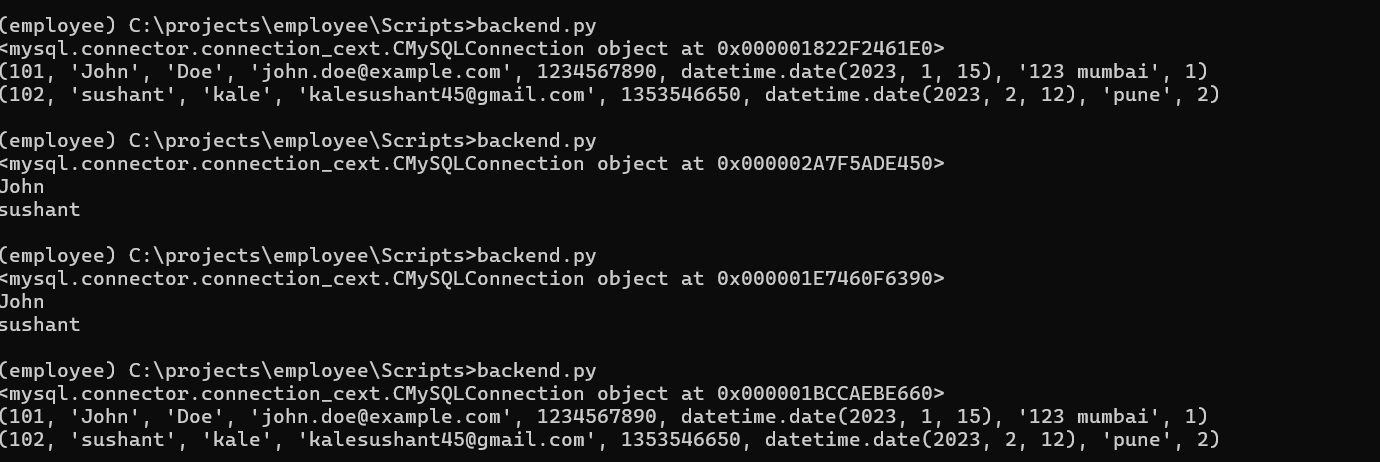 (employee) C:\projects\employee\Scripts>backend.py
<mysql.connector.connection_cext.CMySQLConnection object at 0x000001822F2461E0>
(101, 'John', 'Doe', 'john.doe@example.com', 1234567890, datetime.date(2023, 1, 15), '123 mumbai', 1)
(102, 'sushant', 'kale', 'kalesushant45@gmail.com', 1353546650, datetime.date(2023, 2, 12), 'pune', 2)
(employee) C:\projects\employee\Scripts>backend.py
<mysql.connector.connection_cext.CMySQLConnection object at 0x000002A7F5ADE450>
John
sushant
(employee) C:\projects\employee\Scripts>backend.py
<mysql.connector.connection_cext.CMySQLConnection object at 0x000001E7460F6390>
John
sushant
(employee) C:\projects\employee\Scripts>backend.py
<mysql.connector.connection_cext.CMySQLConnection object at 0x000001BCCAEBE660>
(101, 'John', 'Doe', 'john.doe@example.com', 1234567890, datetime.date(2023, 1, 15), '123 mumbai', 1)
(102, 'sushant', 'kale', 'kalesushant45@gmail.com', 1353546650, datetime.date(2023, 2, 12), 'pune', 2)